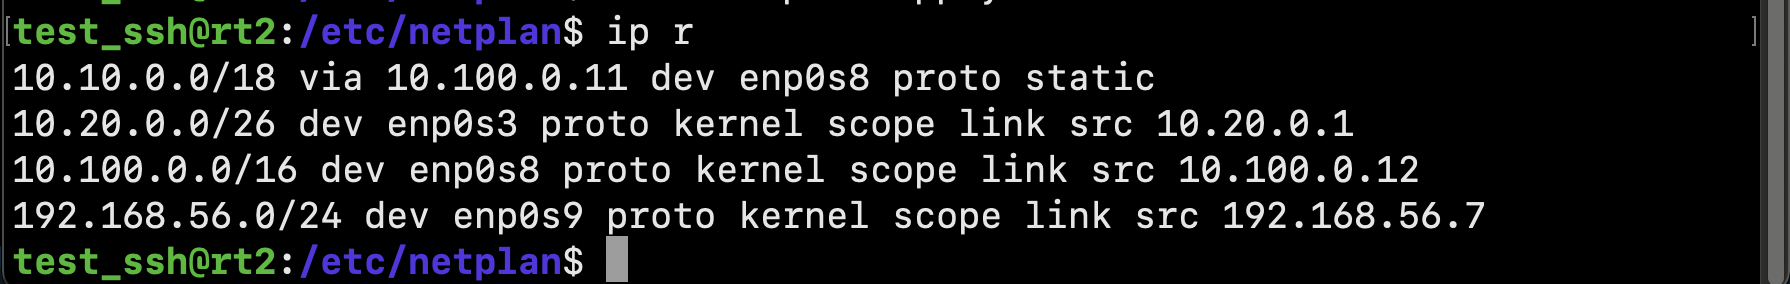 [test_ssh@rt2:/etc/netplan$ ip r ]
10.10.0.0/18 via 10.100.0.11 dev enp0s8 proto static
10.20.0.0/26 dev enp0s3 proto kernel scope link src 10.20.0.1
10.100.0.0/16 dev enp0s8 proto kernel scope link src 10.100.0.12
192.168.56.0/24 dev enp0s9 proto kernel scope link src 192.168.56.7
test_ssh@rt2:/etc/netplan$